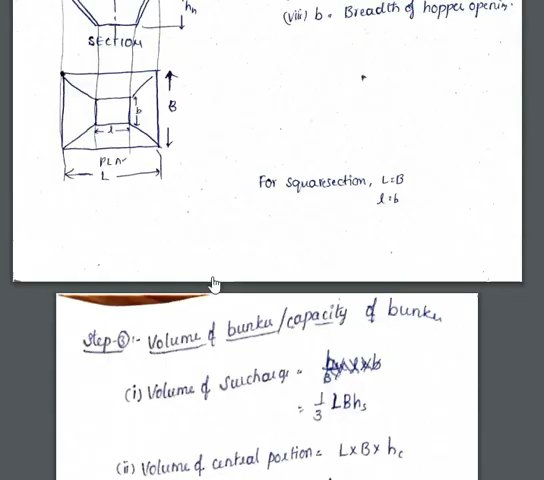 hn
SECTION
(viii) b = Breadth of hopper opening
B
b
l
PLAN
L
For square section, L=B
l=b
Step-③:- Volume of bunker/capacity of bunker
(i) Volume of surcharge =
= 1/3 LBhs
(ii) Volume of central portion = L×B× hc